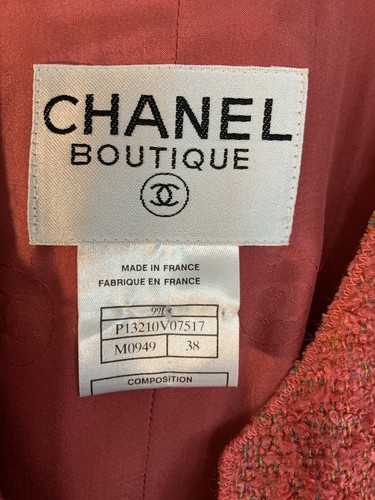 CHANEL
BOUTIQUE
MADE IN FRANCE
FABRIQUE EN FRANCE
P13210V07517
M0949 38
COMPOSITION